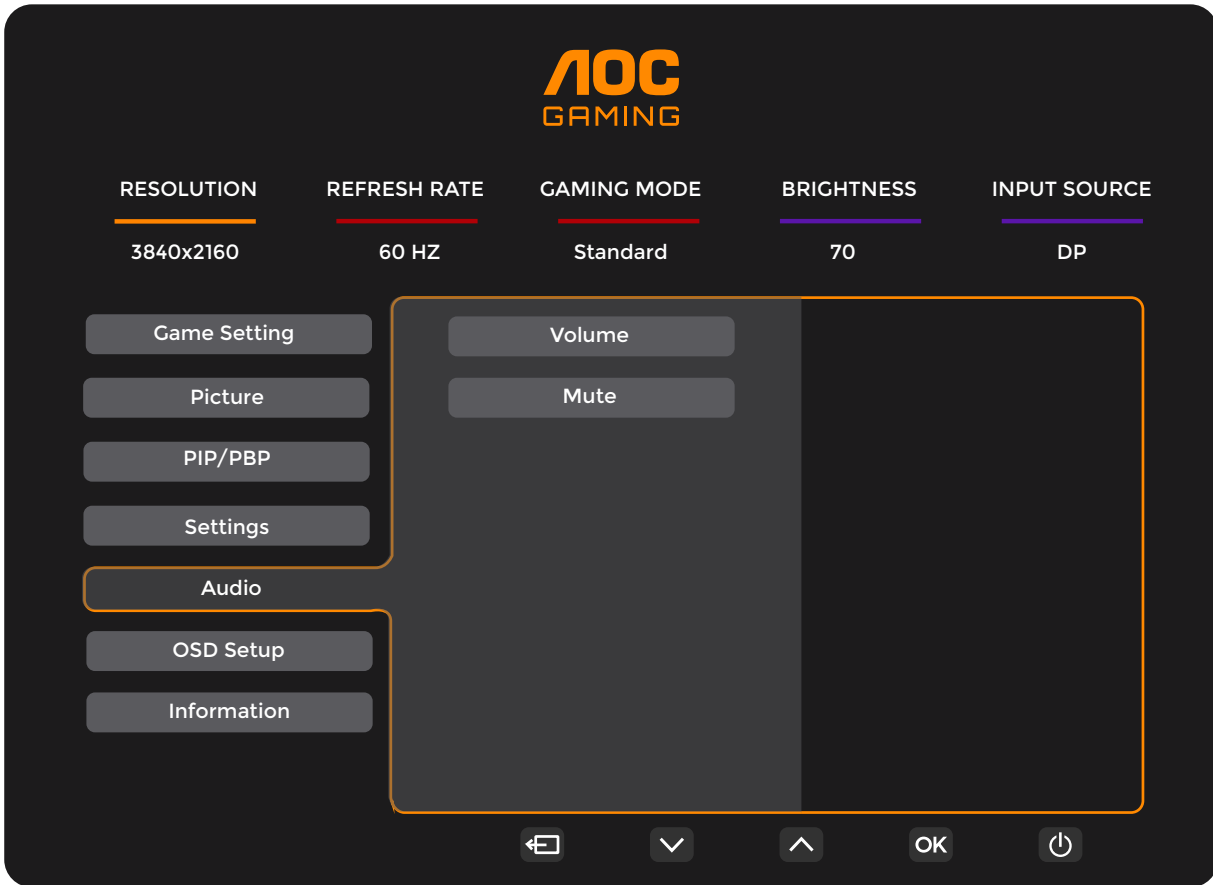 AOC
GAMING
RESOLUTION REFRESH RATE GAMING MODE BRIGHTNESS INPUT SOURCE
3840x2160 60 HZ Standard 70 DP
Game Setting
Volume
Picture
Mute
PIP/PBP
Settings
Audio
OSD Setup
Information
OK